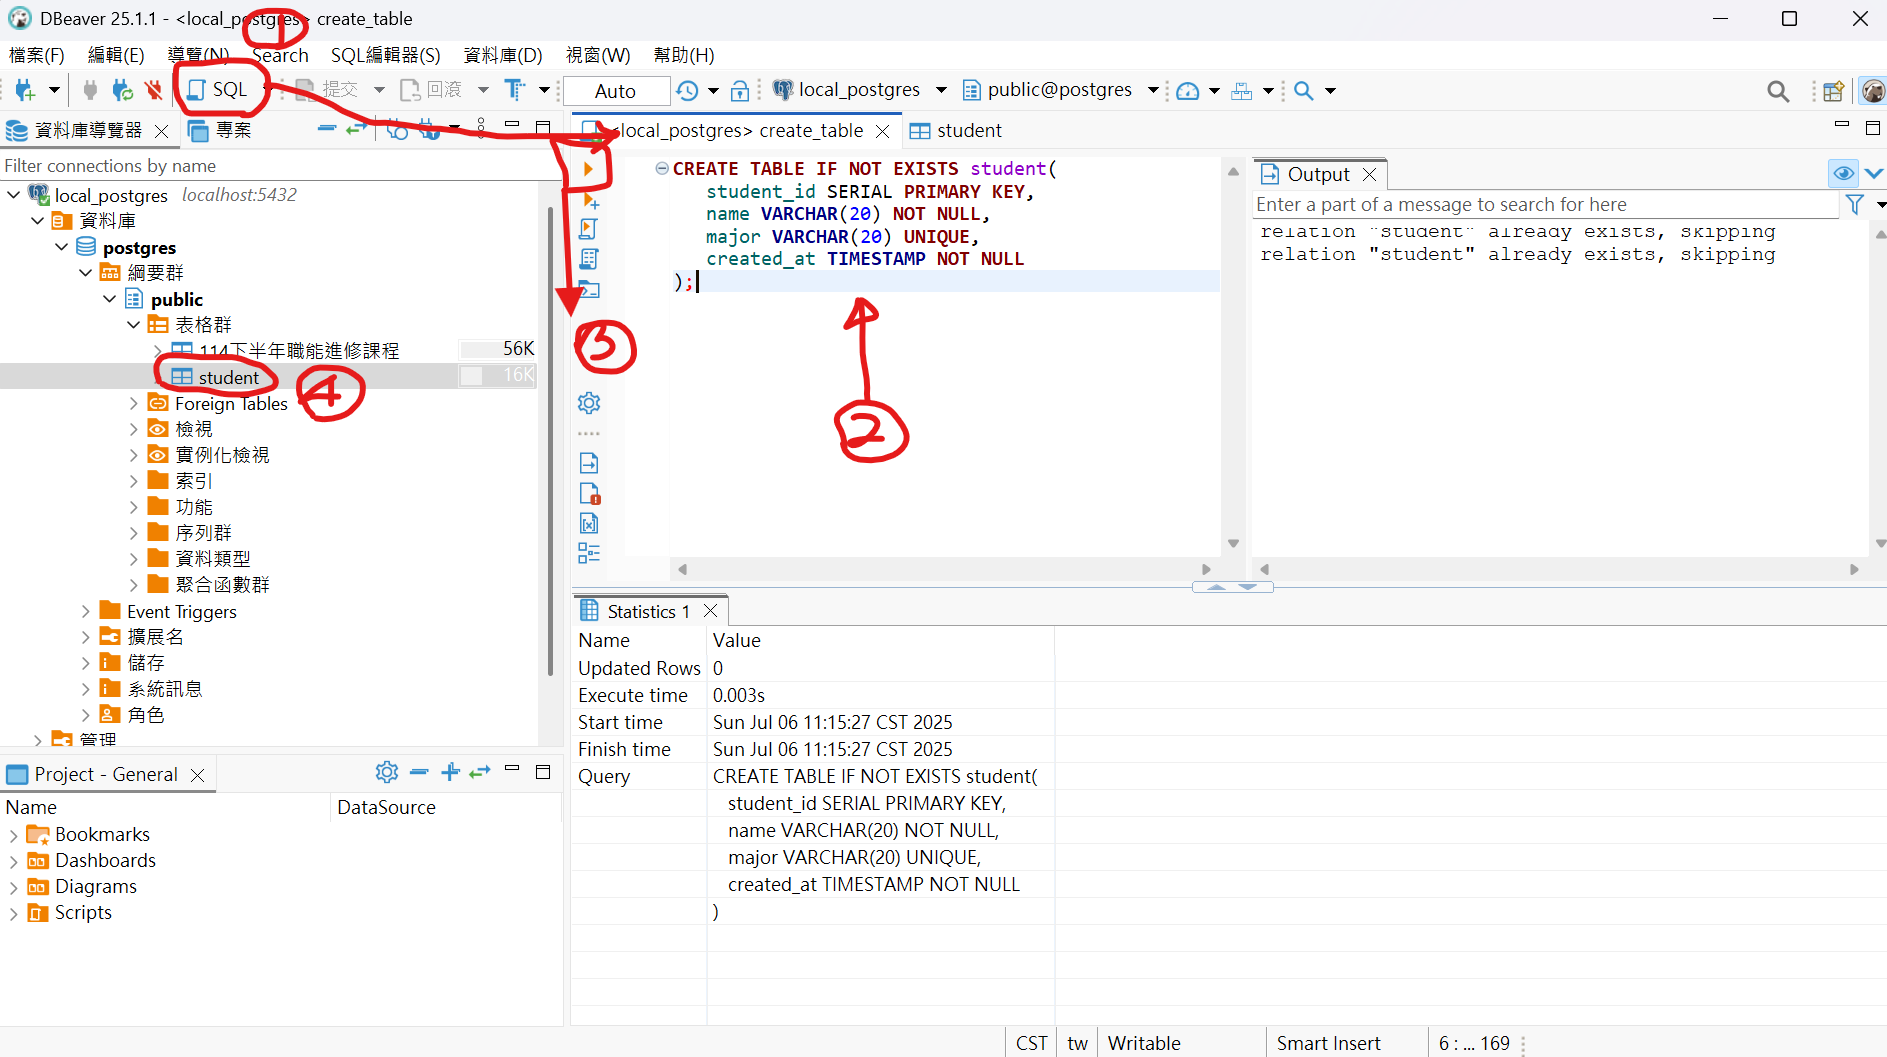 DBeaver 25.1.1 - <local_postgres> create_table
①
檔案(F) 編輯(E) 導覽(N) Search SQL編輯器(S) 資料庫(D) 視窗(W) 幫助(H)
SQL 提交 回滾 Auto local_postgres public@postgres
資料庫導覽器 專案
Filter connections by name
local_postgres localhost:5432
資料庫
postgres
綱要群
public
表格群
114下半年職能進修課程 56K
student 16K
④
Foreign Tables
檢視
實例化檢視
索引
功能
序列群
資料類型
聚合函數群
Event Triggers
擴展名
儲存
系統訊息
角色
管理
Project - General
Name DataSource
Bookmarks
Dashboards
Diagrams
Scripts
<local_postgres> create_table student
CREATE TABLE IF NOT EXISTS student(
student_id SERIAL PRIMARY KEY,
name VARCHAR(20) NOT NULL,
major VARCHAR(20) UNIQUE,
created_at TIMESTAMP NOT NULL
);
③
②
Output
Enter a part of a message to search for here
relation "student" already exists, skipping
relation "student" already exists, skipping
Statistics 1
Name Value
Updated Rows 0
Execute time 0.003s
Start time Sun Jul 06 11:15:27 CST 2025
Finish time Sun Jul 06 11:15:27 CST 2025
Query CREATE TABLE IF NOT EXISTS student(
student_id SERIAL PRIMARY KEY,
name VARCHAR(20) NOT NULL,
major VARCHAR(20) UNIQUE,
created_at TIMESTAMP NOT NULL
)
CST tw Writable Smart Insert 6 : ... 169